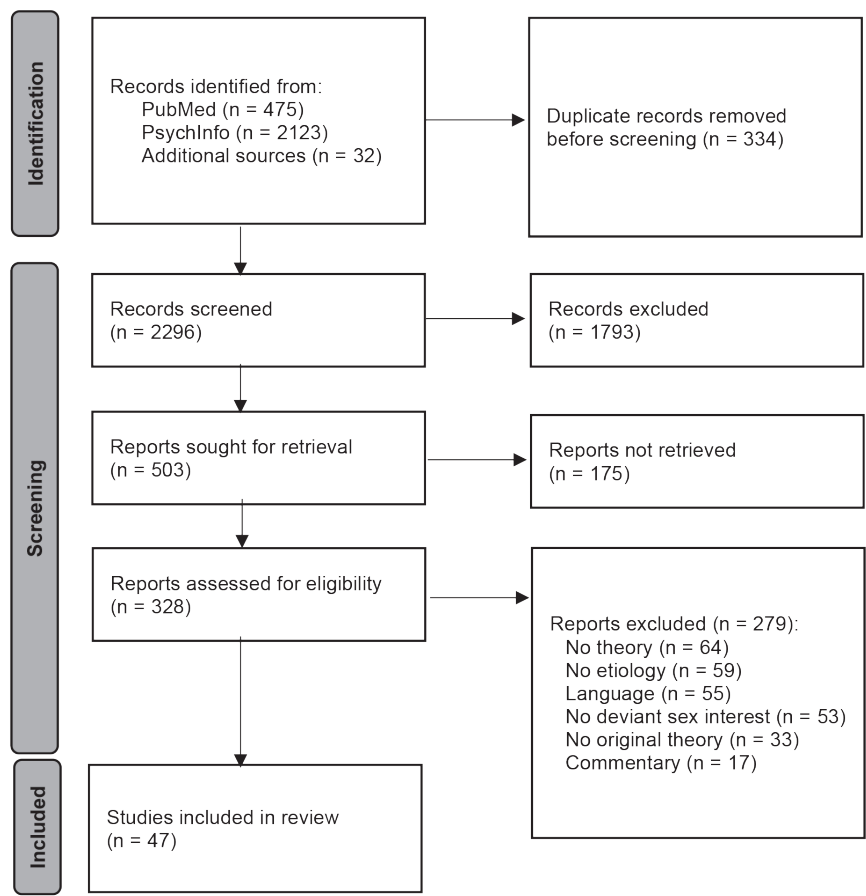 Identification
Records identified from:
PubMed (n = 475)
PsychInfo (n = 2123)
Additional sources (n = 32)
Duplicate records removed
before screening (n = 334)
Screening
Records screened
(n = 2296)
Records excluded
(n = 1793)
Reports sought for retrieval
(n = 503)
Reports not retrieved
(n = 175)
Reports assessed for eligibility
(n = 328)
Reports excluded (n = 279):
No theory (n = 64)
No etiology (n = 59)
Language (n = 55)
No deviant sex interest (n = 53)
No original theory (n = 33)
Commentary (n = 17)
Included
Studies included in review
(n = 47)